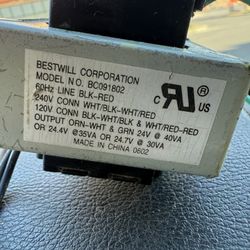 BESTWILL CORPORATION
MODEL NO. BC091802
60Hz LINE BLK-RED
240V CONN WHT/BLK-WHT/RED
120V CONN BLK-WHT/BLK & WHT/RED-RED
OUTPUT ORN-WHT & GRN 24V @ 40VA
OR 24.4V @35VA OR 24.7V @ 30VA
MADE IN CHINA 0602
c RU US